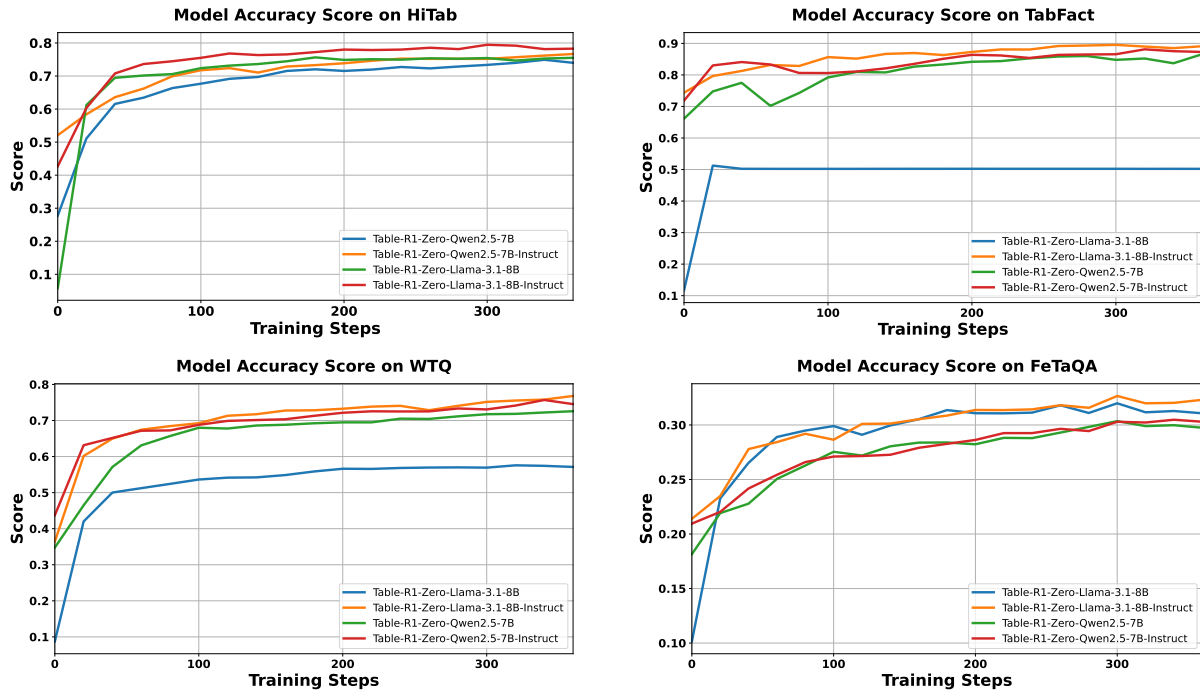 Model Accuracy Score on HiTab
0.8
0.7
0.6
0.5
0.4
0.3
0.2
0.1
Score
0
100
200
300
Training Steps
Table-R1-Zero-Qwen2.5-7B
Table-R1-Zero-Qwen2.5-7B-Instruct
Table-R1-Zero-Llama-3.1-8B
Table-R1-Zero-Llama-3.1-8B-Instruct
Model Accuracy Score on TabFact
0.9
0.8
0.7
0.6
0.5
0.4
0.3
0.2
0.1
Score
0
100
200
300
Training Steps
Table-R1-Zero-Llama-3.1-8B
Table-R1-Zero-Llama-3.1-8B-Instruct
Table-R1-Zero-Qwen2.5-7B
Table-R1-Zero-Qwen2.5-7B-Instruct
Model Accuracy Score on WTQ
0.8
0.7
0.6
0.5
0.4
0.3
0.2
0.1
Score
0
100
200
300
Training Steps
Table-R1-Zero-Llama-3.1-8B
Table-R1-Zero-Llama-3.1-8B-Instruct
Table-R1-Zero-Qwen2.5-7B
Table-R1-Zero-Qwen2.5-7B-Instruct
Model Accuracy Score on FeTaQA
0.30
0.25
0.20
0.15
0.10
Score
0
100
200
300
Training Steps
Table-R1-Zero-Llama-3.1-8B
Table-R1-Zero-Llama-3.1-8B-Instruct
Table-R1-Zero-Qwen2.5-7B
Table-R1-Zero-Qwen2.5-7B-Instruct